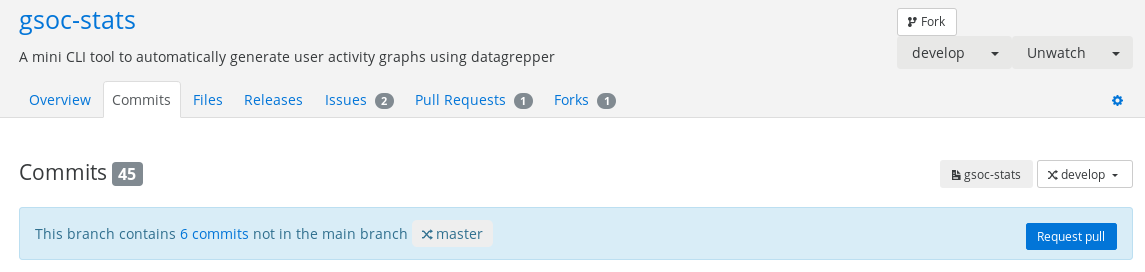 gsoc-stats
Fork
A mini CLI tool to automatically generate user activity graphs using datagrepper
develop Unwatch
Overview Commits Files Releases Issues 2 Pull Requests 1 Forks 1
Commits 45
gsoc-stats develop
This branch contains 6 commits not in the main branch master
Request pull